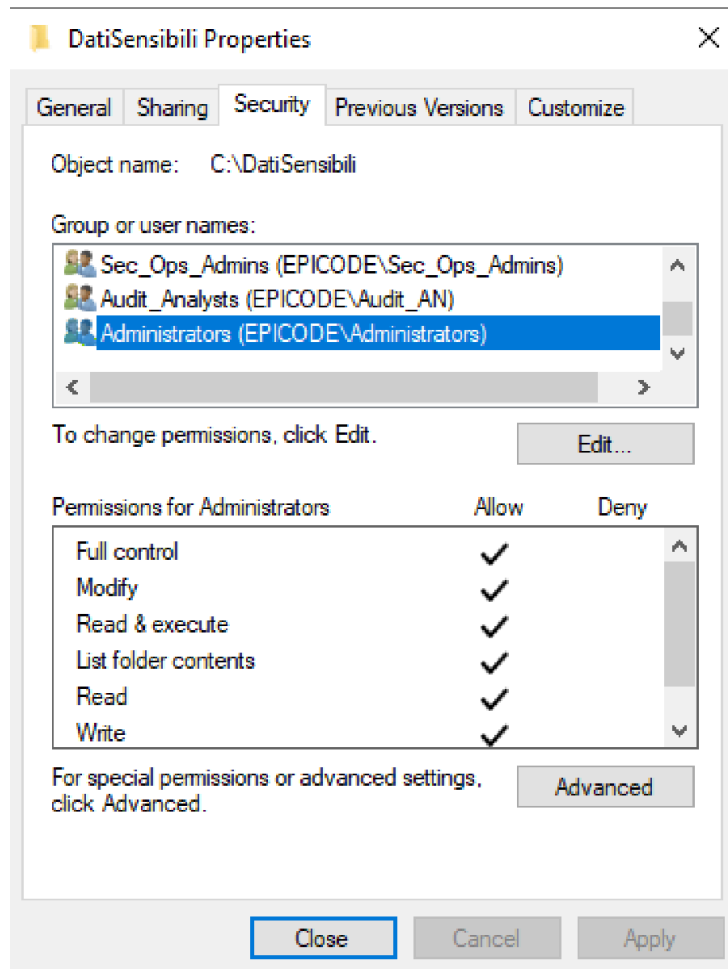 DatiSensibili Properties
General Sharing Security Previous Versions Customize
Object name: C:\DatiSensibili
Group or user names:
Sec_Ops_Admins (EPICODE\Sec_Ops_Admins)
Audit_Analysts (EPICODE\Audit_AN)
Administrators (EPICODE\Administrators)
To change permissions, click Edit.
Edit...
Permissions for Administrators Allow Deny
Full control
Modify
Read & execute
List folder contents
Read
Write
For special permissions or advanced settings,
click Advanced.
Advanced
Close Cancel Apply